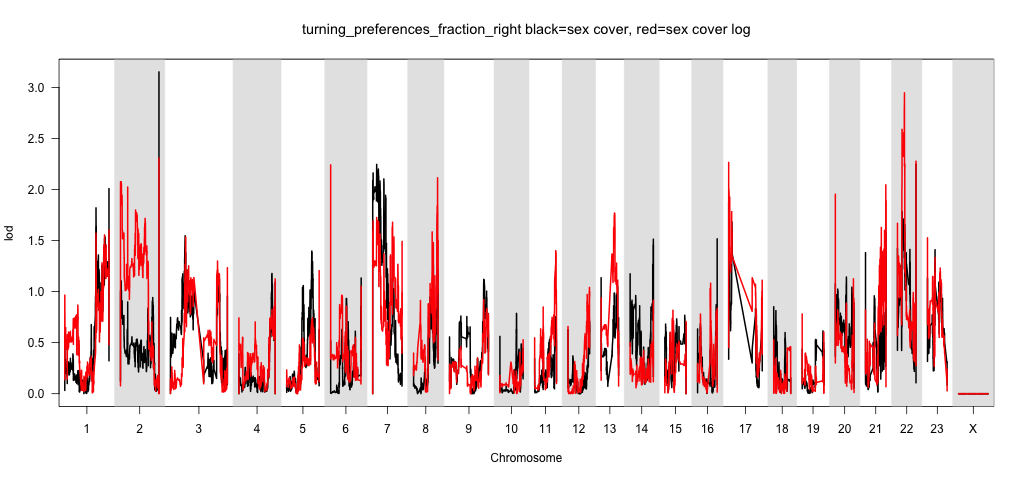 turning_preferences_fraction_right black=sex cover, red=sex cover log
3.0
2.5
2.0
1.5
1.0
0.5
0.0
lod
1 2 3 4 5 6 7 8 9 10 11 12 13 14 15 16 17 18 19 20 21 22 23 X
Chromosome